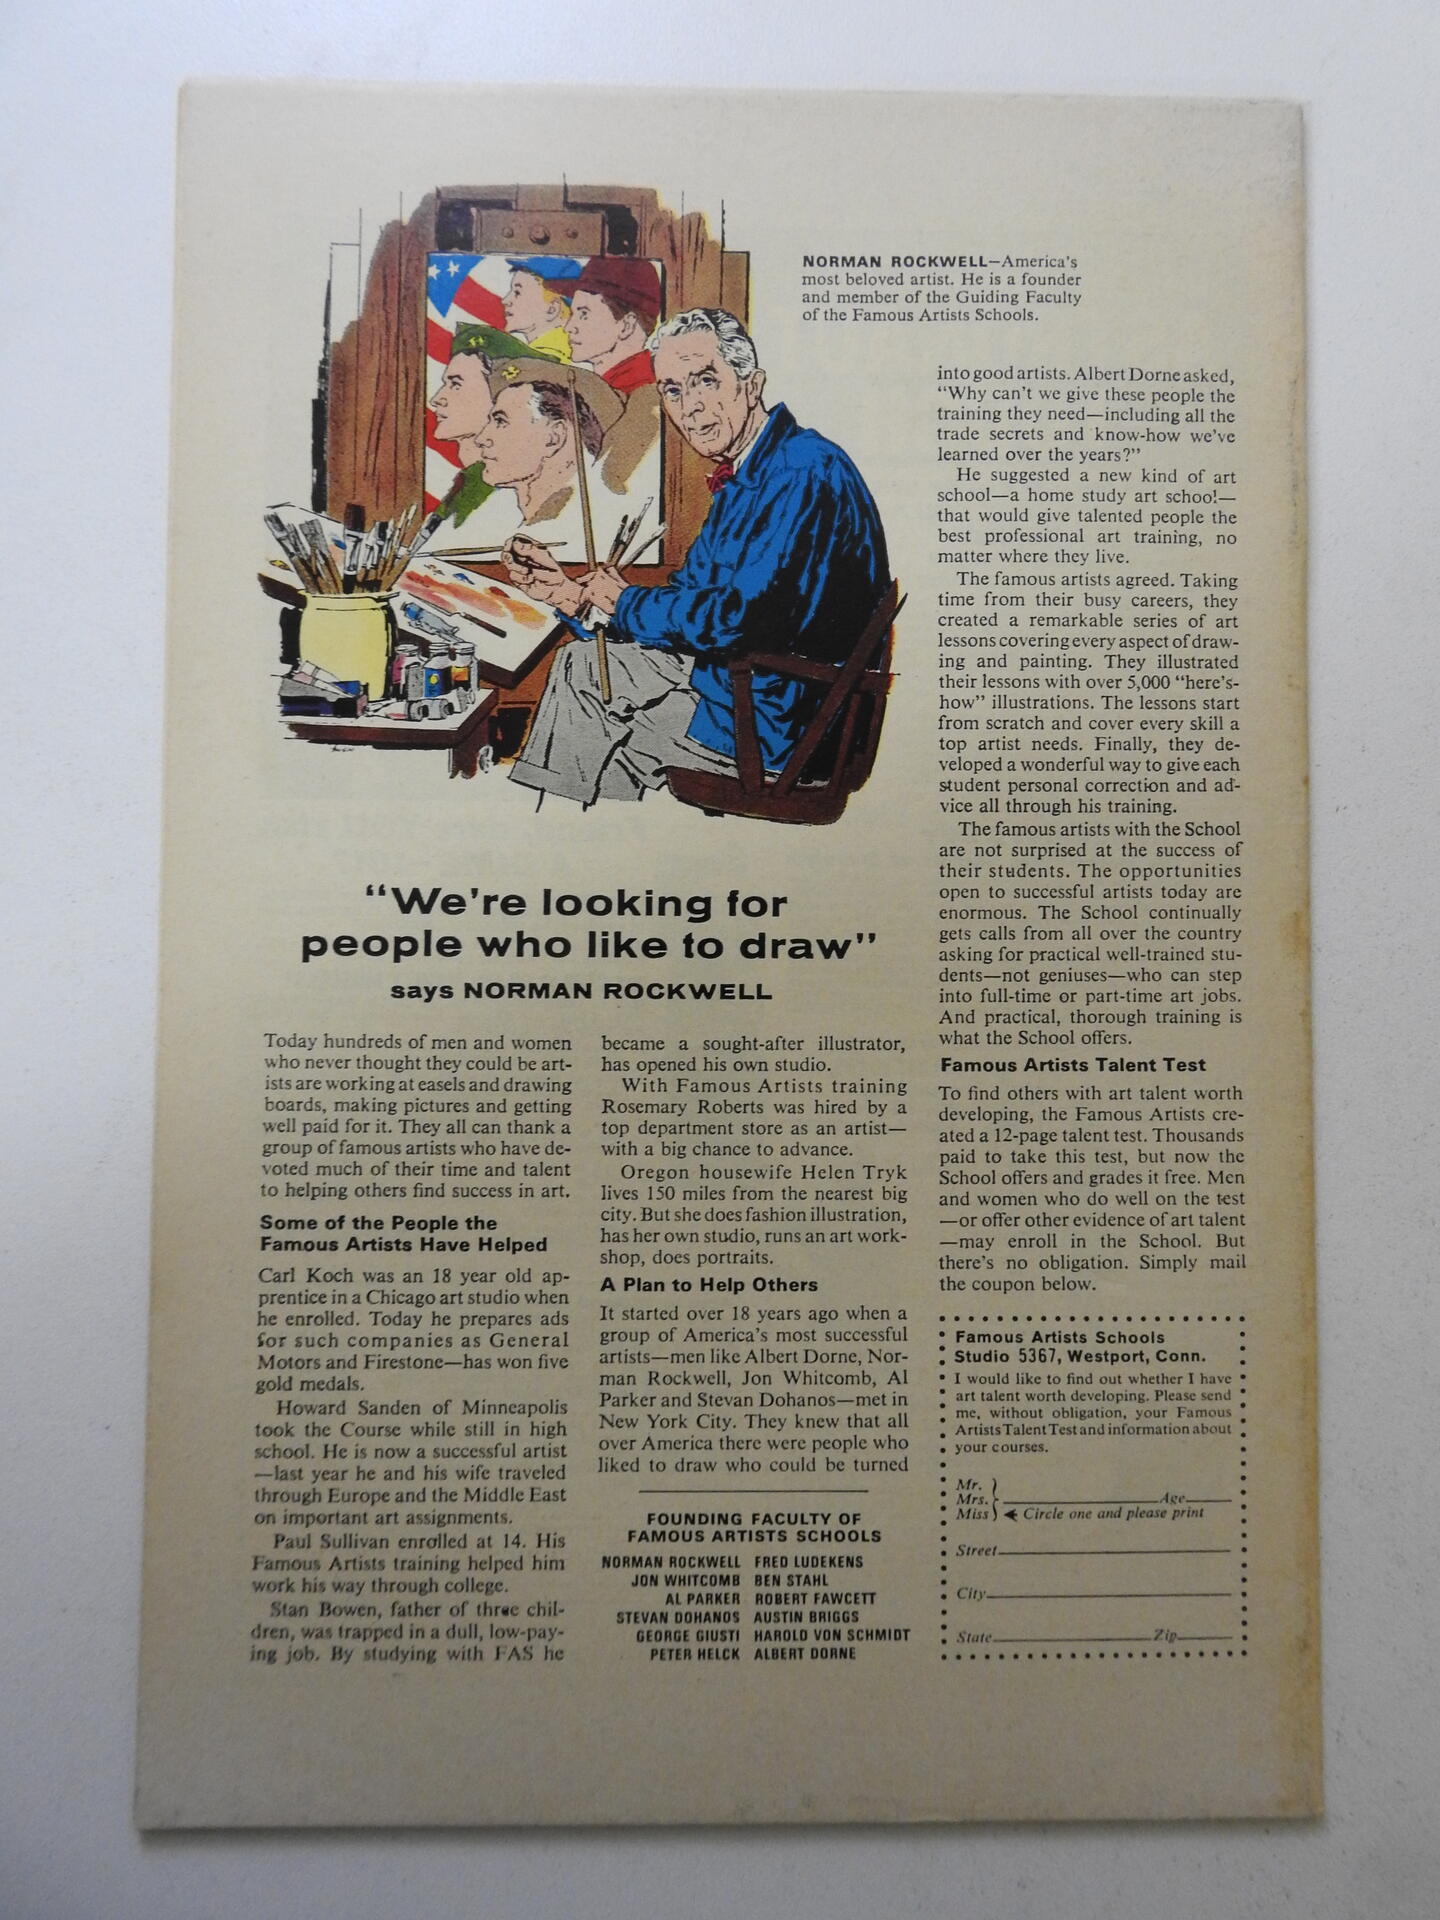 NORMAN ROCKWELL—America's
most beloved artist. He is a founder
and member of the Guiding Faculty
of the Famous Artists Schools.
"We're looking for
people who like to draw"
says NORMAN ROCKWELL
Today hundreds of men and women
who never thought they could be art-
ists are working at easels and drawing
boards, making pictures and getting
well paid for it. They all can thank a
group of famous artists who have de-
voted much of their time and talent
to helping others find success in art.
Some of the People the
Famous Artists Have Helped
Carl Koch was an 18 year old ap-
prentice in a Chicago art studio when
he enrolled. Today he prepares ads
for such companies as General
Motors and Firestone—has won five
gold medals.
Howard Sanden of Minneapolis
took the Course while still in high
school. He is now a successful artist
—last year he and his wife traveled
through Europe and the Middle East
on important art assignments.
Paul Sullivan enrolled at 14. His
Famous Artists training helped him
work his way through college.
Stan Bowen, father of three chil-
dren, was trapped in a dull, low-pay-
ing job. By studying with FAS he
became a sought-after illustrator,
has opened his own studio.
With Famous Artists training
Rosemary Roberts was hired by a
top department store as an artist—
with a big chance to advance.
Oregon housewife Helen Tryk
lives 150 miles from the nearest big
city. But she does fashion illustration,
has her own studio, runs an art work-
shop, does portraits.
A Plan to Help Others
It started over 18 years ago when a
group of America's most successful
artists—men like Albert Dorne, Nor-
man Rockwell, Jon Whitcomb, Al
Parker and Stevan Dohanos—met in
New York City. They knew that all
over America there were people who
liked to draw who could be turned
FOUNDING FACULTY OF
FAMOUS ARTISTS SCHOOLS
NORMAN ROCKWELL FRED LUDEKENS
JON WHITCOMB BEN STAHL
AL PARKER ROBERT FAWCETT
STEVAN DOHANOS AUSTIN BRIGGS
GEORGE GIUSTI HAROLD VON SCHMIDT
PETER HELCK ALBERT DORNE
into good artists. Albert Dorne asked,
"Why can't we give these people the
training they need—including all the
trade secrets and know-how we've
learned over the years?"
He suggested a new kind of art
school—a home study art school—
that would give talented people the
best professional art training, no
matter where they live.
The famous artists agreed. Taking
time from their busy careers, they
created a remarkable series of art
lessons covering every aspect of draw-
ing and painting. They illustrated
their lessons with over 5,000 "here's-
how" illustrations. The lessons start
from scratch and cover every skill a
top artist needs. Finally, they de-
veloped a wonderful way to give each
student personal correction and ad-
vice all through his training.
The famous artists with the School
are not surprised at the success of
their students. The opportunities
open to successful artists today are
enormous. The School continually
gets calls from all over the country
asking for practical well-trained stu-
dents—not geniuses—who can step
into full-time or part-time art jobs.
And practical, thorough training is
what the School offers.
Famous Artists Talent Test
To find others with art talent worth
developing, the Famous Artists cre-
ated a 12-page talent test. Thousands
paid to take this test, but now the
School offers and grades it free. Men
and women who do well on the test
—or offer other evidence of art talent
—may enroll in the School. But
there's no obligation. Simply mail
the coupon below.
Famous Artists Schools
Studio 5367, Westport, Conn.
I would like to find out whether I have
art talent worth developing. Please send
me, without obligation, your Famous
Artists Talent Test and information about
your courses.
Mr.
Mrs. Age
Miss Circle one and please print
Street
City
State Zip